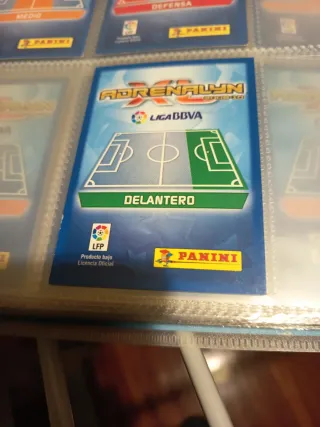 MEDIO
PANINI
DEFENSA
PANINI
ADRENALYN
XL
LIGA BBVA
DELANTERO
LFP
Producto bajo
Licencia Oficial
PANINI